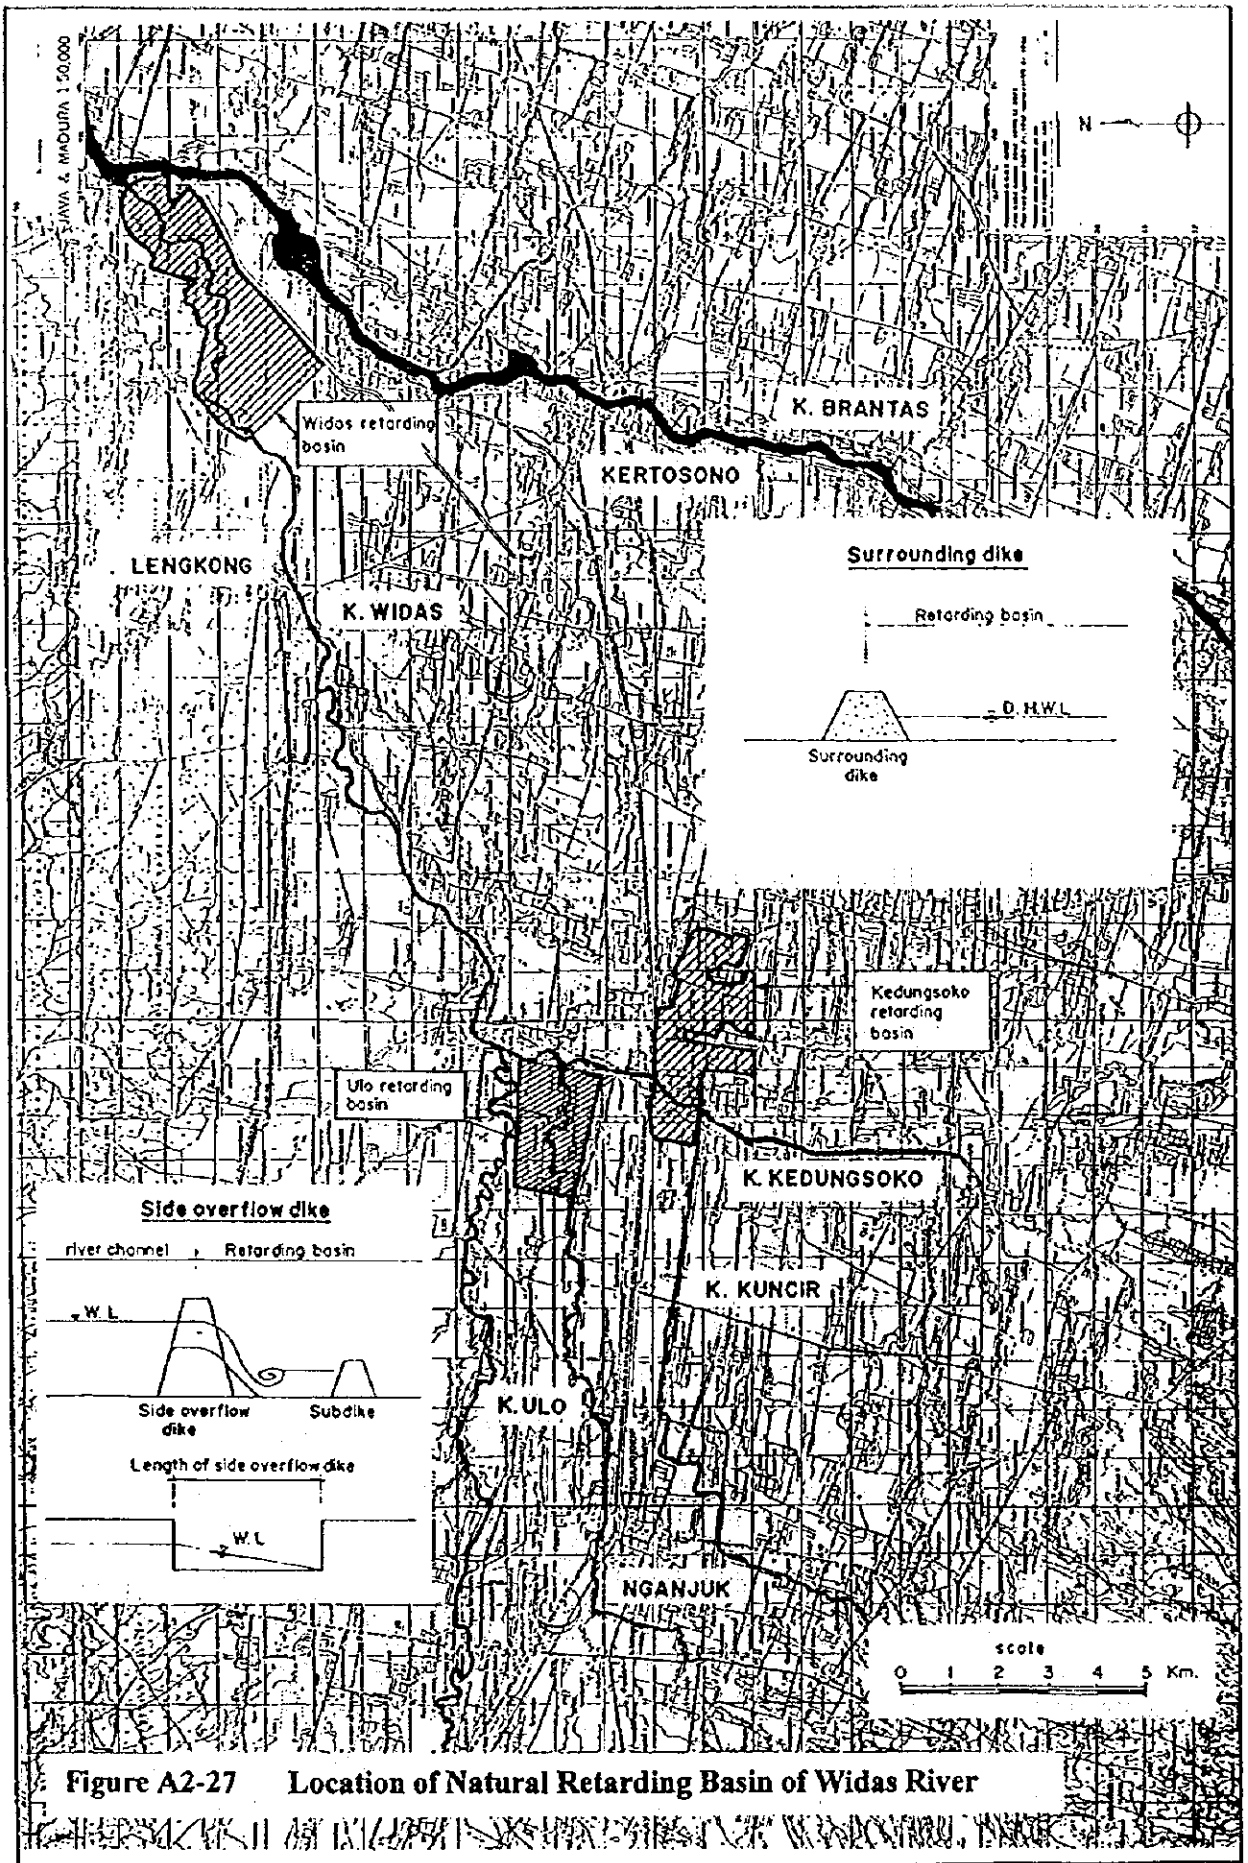 JAVA & MADURA 1:50,000
N
K. BRANTAS
Widas retarding
basin
KERTOSONO
LENGKONG
K. WIDAS
Surrounding dike
Retarding basin
D.H.W.L
Surrounding
dike
Kedungsoko
retarding
basin
Ulo retarding
basin
K. KEDUNGSOKO
Side overflow dike
river channel
Retarding basin
W.L
Side overflow
dike
Subdike
Length of side overflow dike
W.L
K. KUNCIR
K. ULO
NGANJUK
scale
0 1 2 3 4 5 Km.
Figure A2-27 Location of Natural Retarding Basin of Widas River